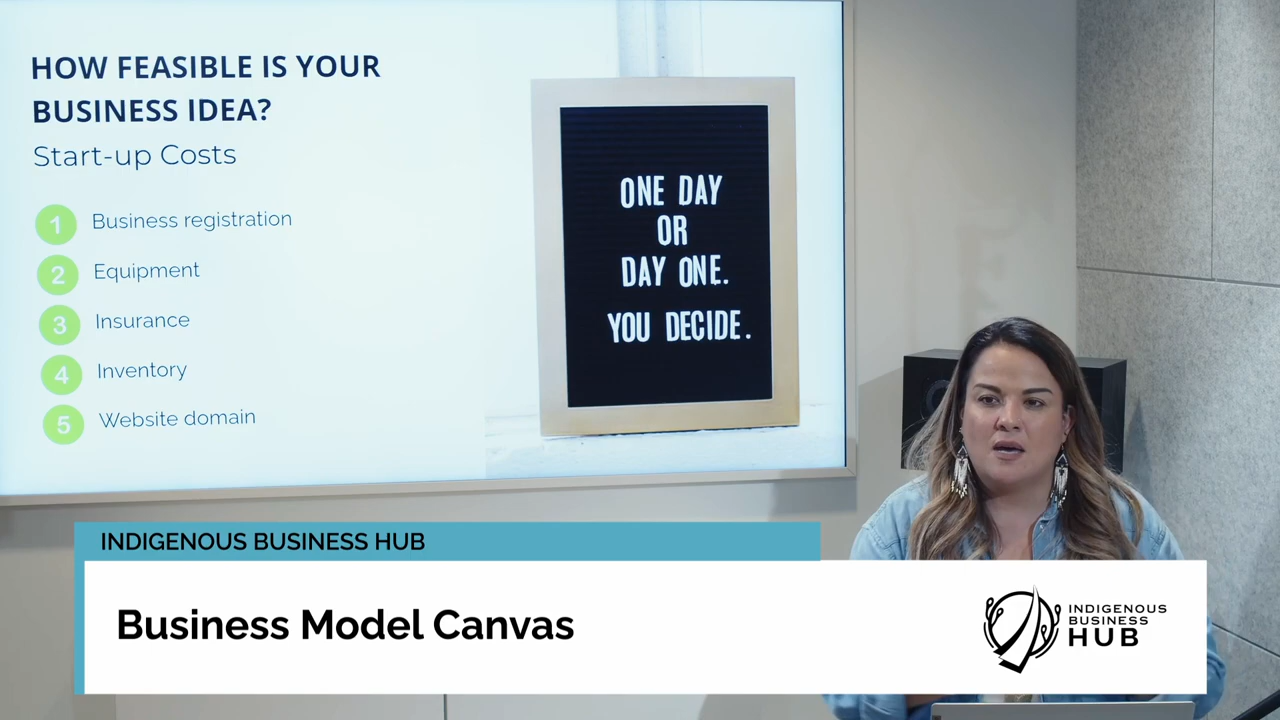 HOW FEASIBLE IS YOUR
BUSINESS IDEA?
Start-up Costs
1 Business registration
2 Equipment
3 Insurance
4 Inventory
5 Website domain
ONE DAY
OR
DAY ONE.
YOU DECIDE.
INDIGENOUS BUSINESS HUB
Business Model Canvas
INDIGENOUS
BUSINESS
HUB